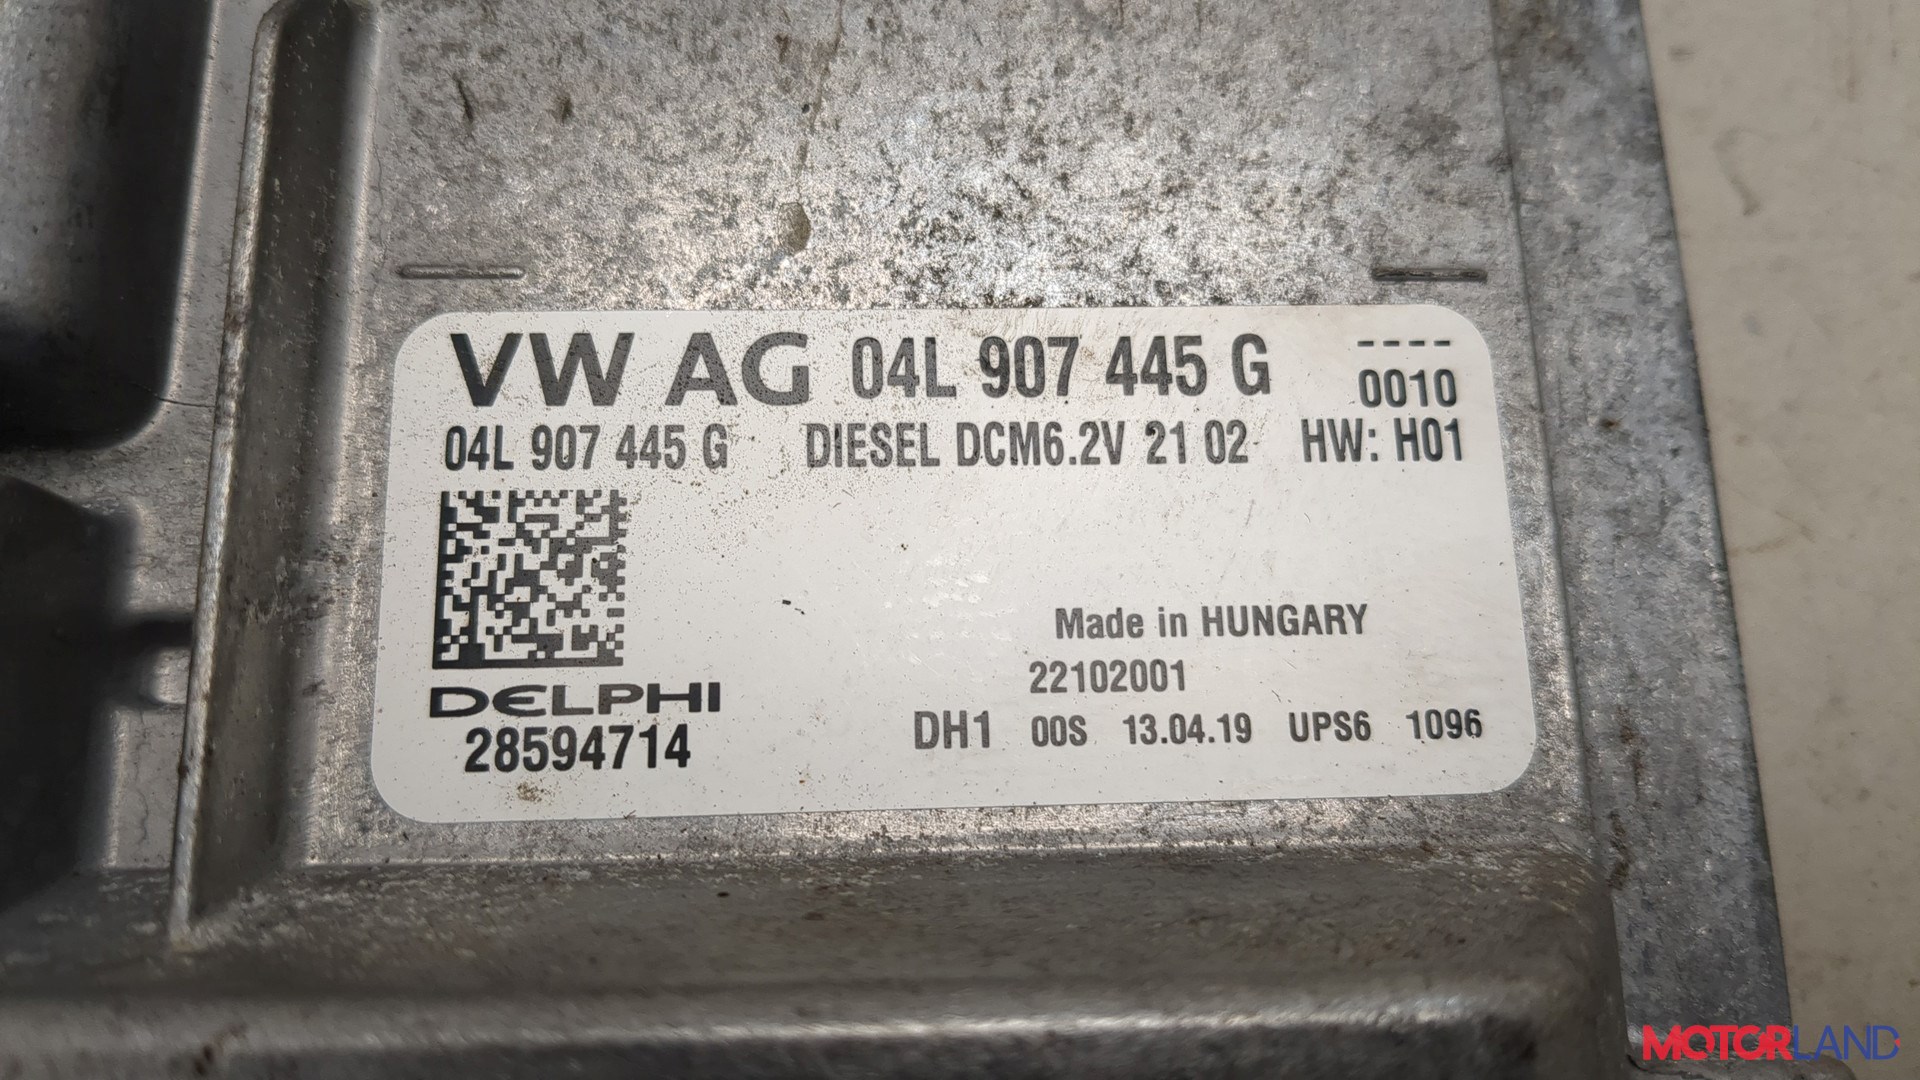 VW AG 04L 907 445 G ----
0010
04L 907 445 G DIESEL DCM6.2V 21 02 HW: H01
Made in HUNGARY
22102001
DELPHI
28594714
DH1 00S 13.04.19 UPS6 1096
MOTORLAND